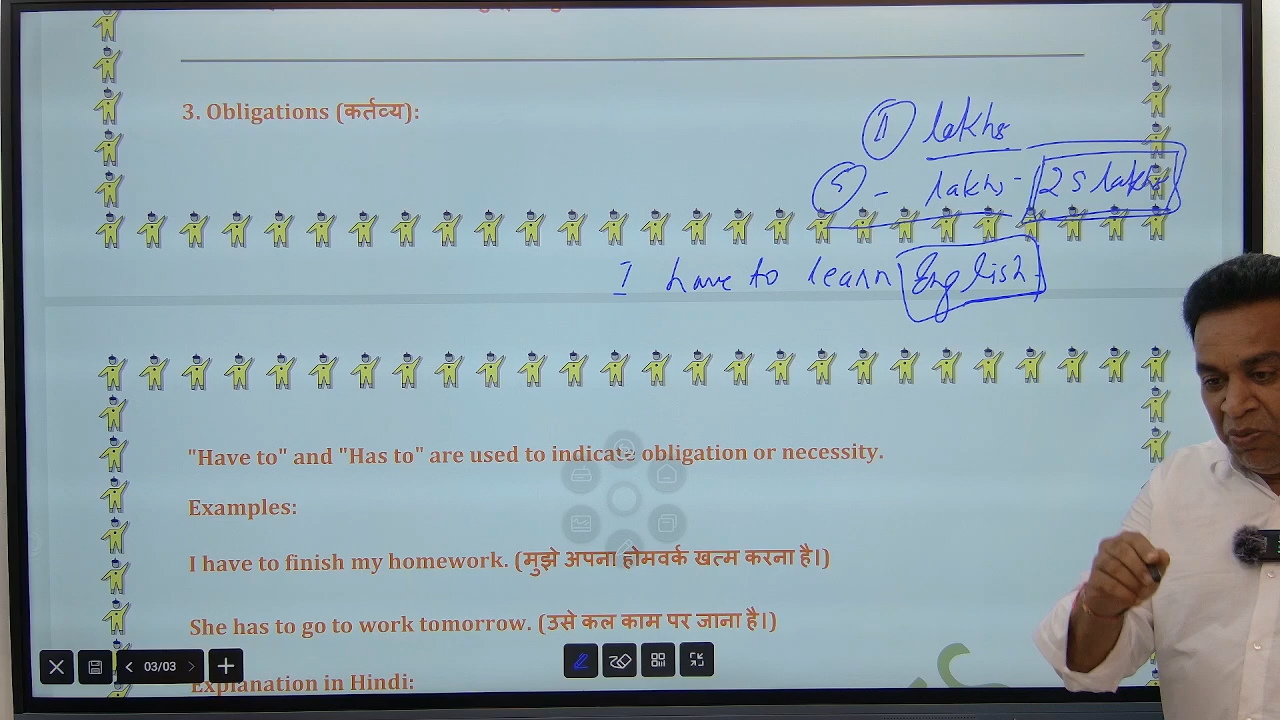 3. Obligations (कर्तव्य):
11 lakhs
5 - lakhs - 25 lakhs
I have to learn English
"Have to" and "Has to" are used to indicate obligation or necessity.
Examples:
I have to finish my homework. (मुझे अपना होमवर्क खत्म करना है।)
She has to go to work tomorrow. (उसे कल काम पर जाना है।)
03/03
Explanation in Hindi: